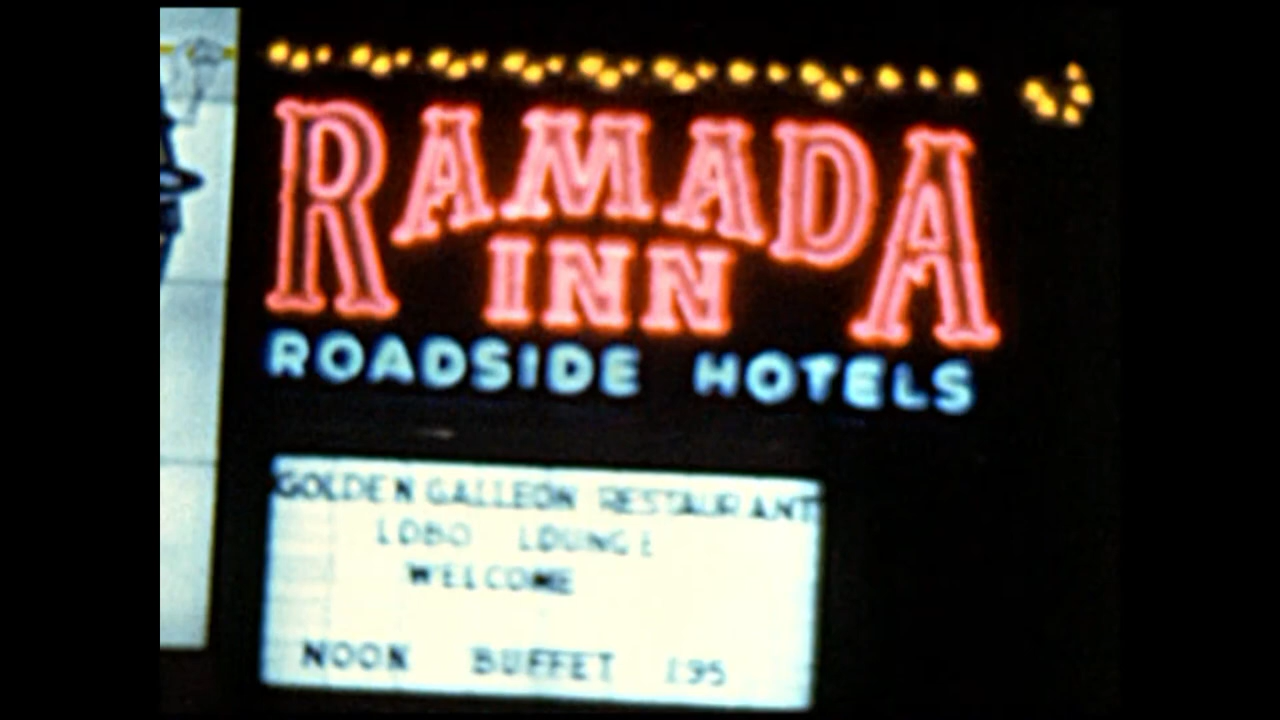 RAMADA
INN
ROADSIDE HOTELS
GOLDEN GALLEON RESTAURANT
LOBO LOUNGE
WELCOME
NOON BUFFET 195